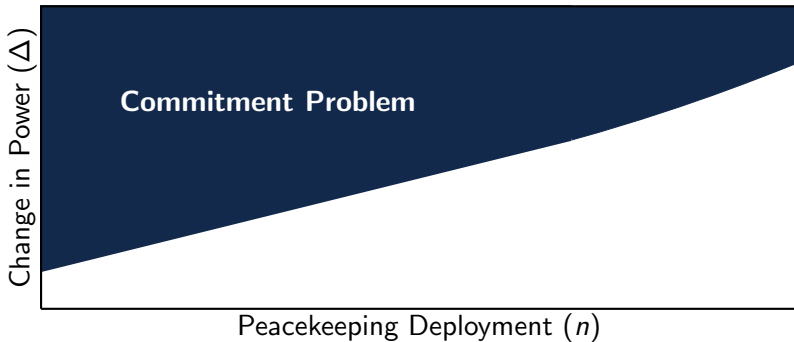 Change in Power (Δ)
Commitment Problem
Peacekeeping Deployment (n)